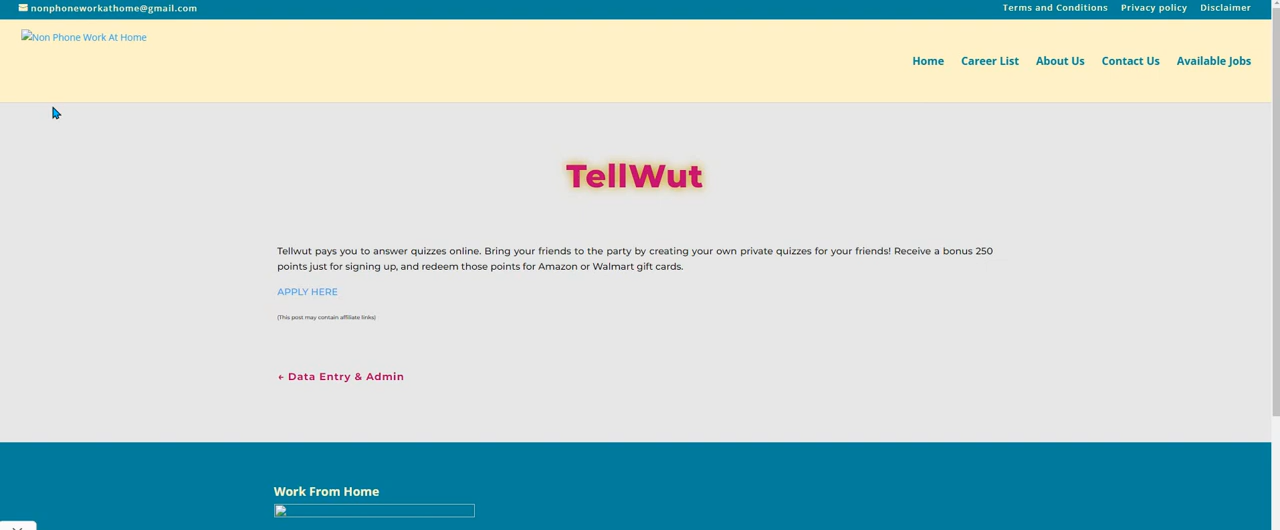 nonphoneworkathome@gmail.com
Terms and Conditions Privacy policy Disclaimer
Non Phone Work At Home
Home Career List About Us Contact Us Available Jobs
TellWut
Tellwut pays you to answer quizzes online. Bring your friends to the party by creating your own private quizzes for your friends! Receive a bonus 250
points just for signing up, and redeem those points for Amazon or Walmart gift cards.
APPLY HERE
(This post may contain affiliate links)
← Data Entry & Admin
Work From Home